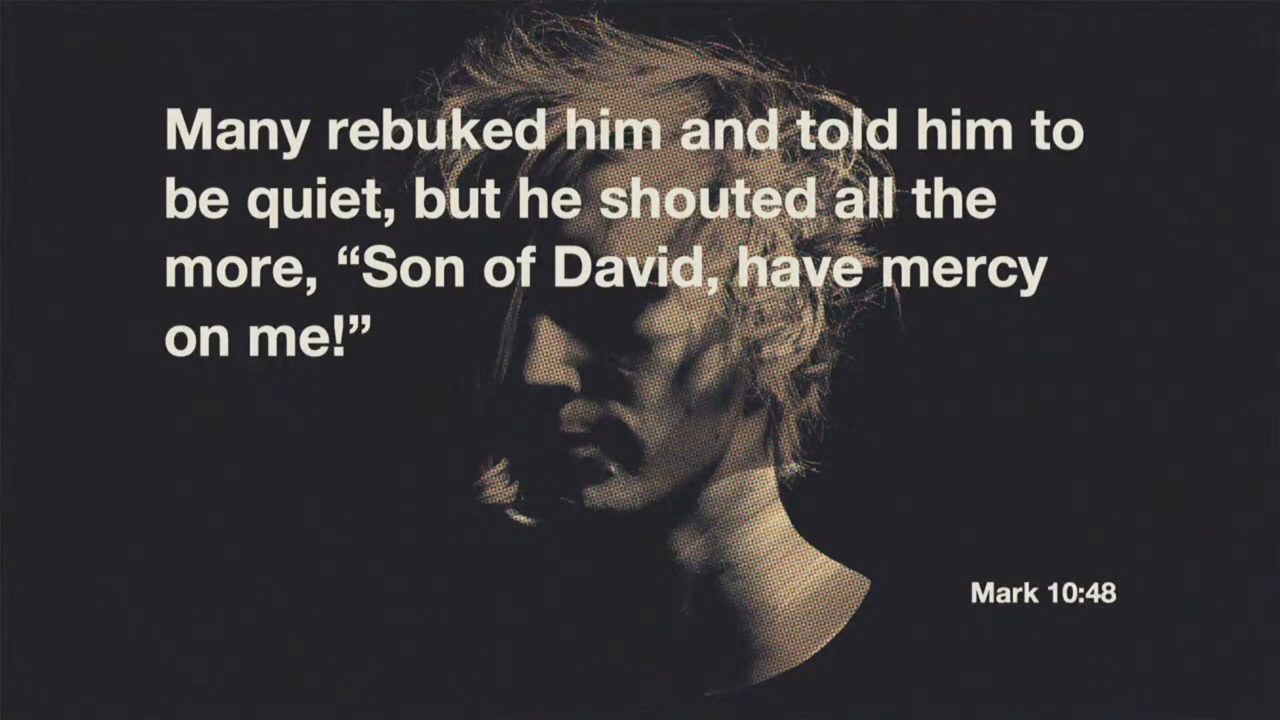 Many rebuked him and told him to
be quiet, but he shouted all the
more, “Son of David, have mercy
on me!”
Mark 10:48